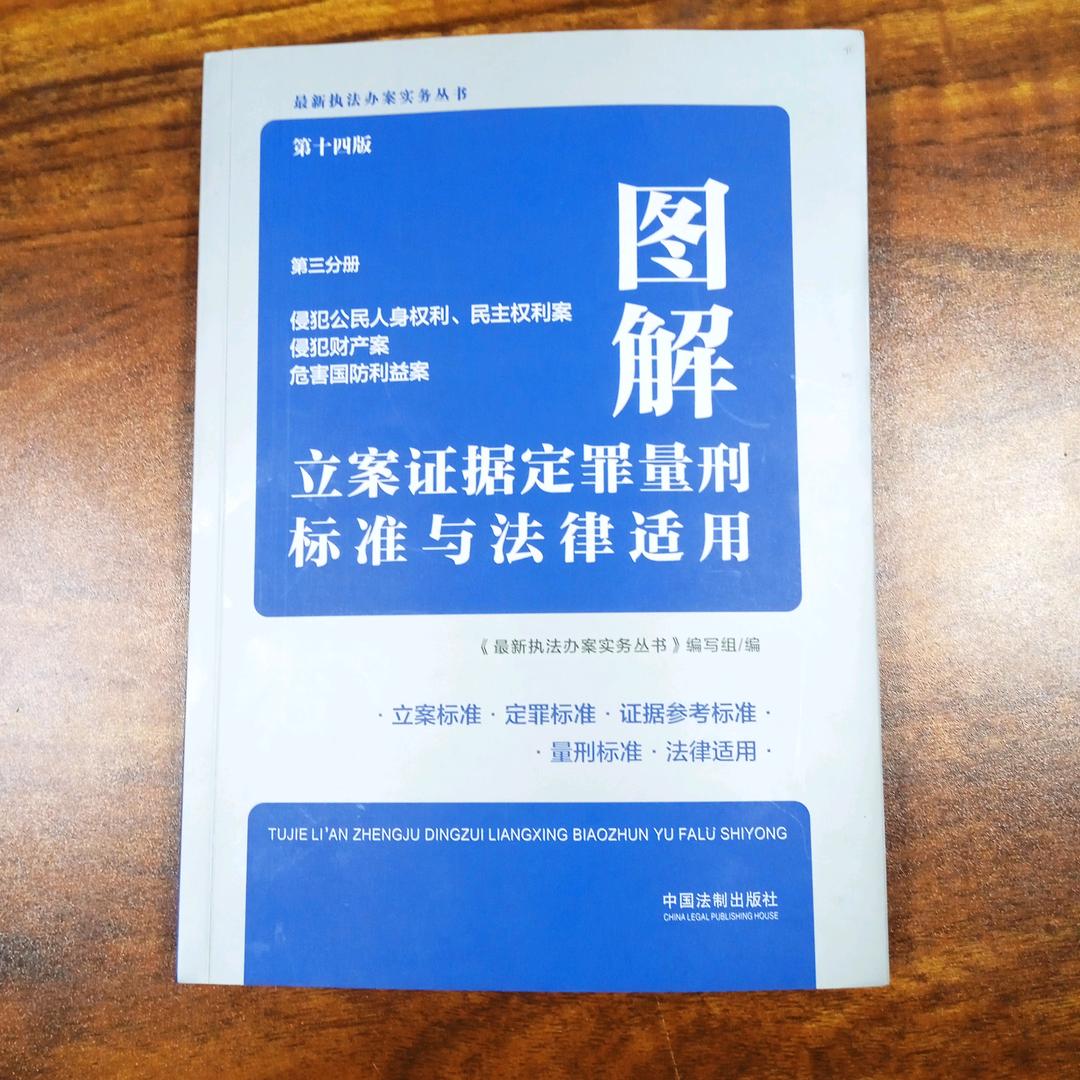 最新执法办案实务丛书
第十四版
图解
第三分册
侵犯公民人身权利、民主权利案
侵犯财产案
危害国防利益案
立案证据定罪量刑
标准与法律适用
《最新执法办案实务丛书》编写组/编
·立案标准·定罪标准·证据参考标准·
·量刑标准·法律适用·
TUJIE LI'AN ZHENGJU DINGZUI LIANGXING BIAOZHUN YU FALÜ SHIYONG
中国法制出版社
CHINA LEGAL PUBLISHING HOUSE